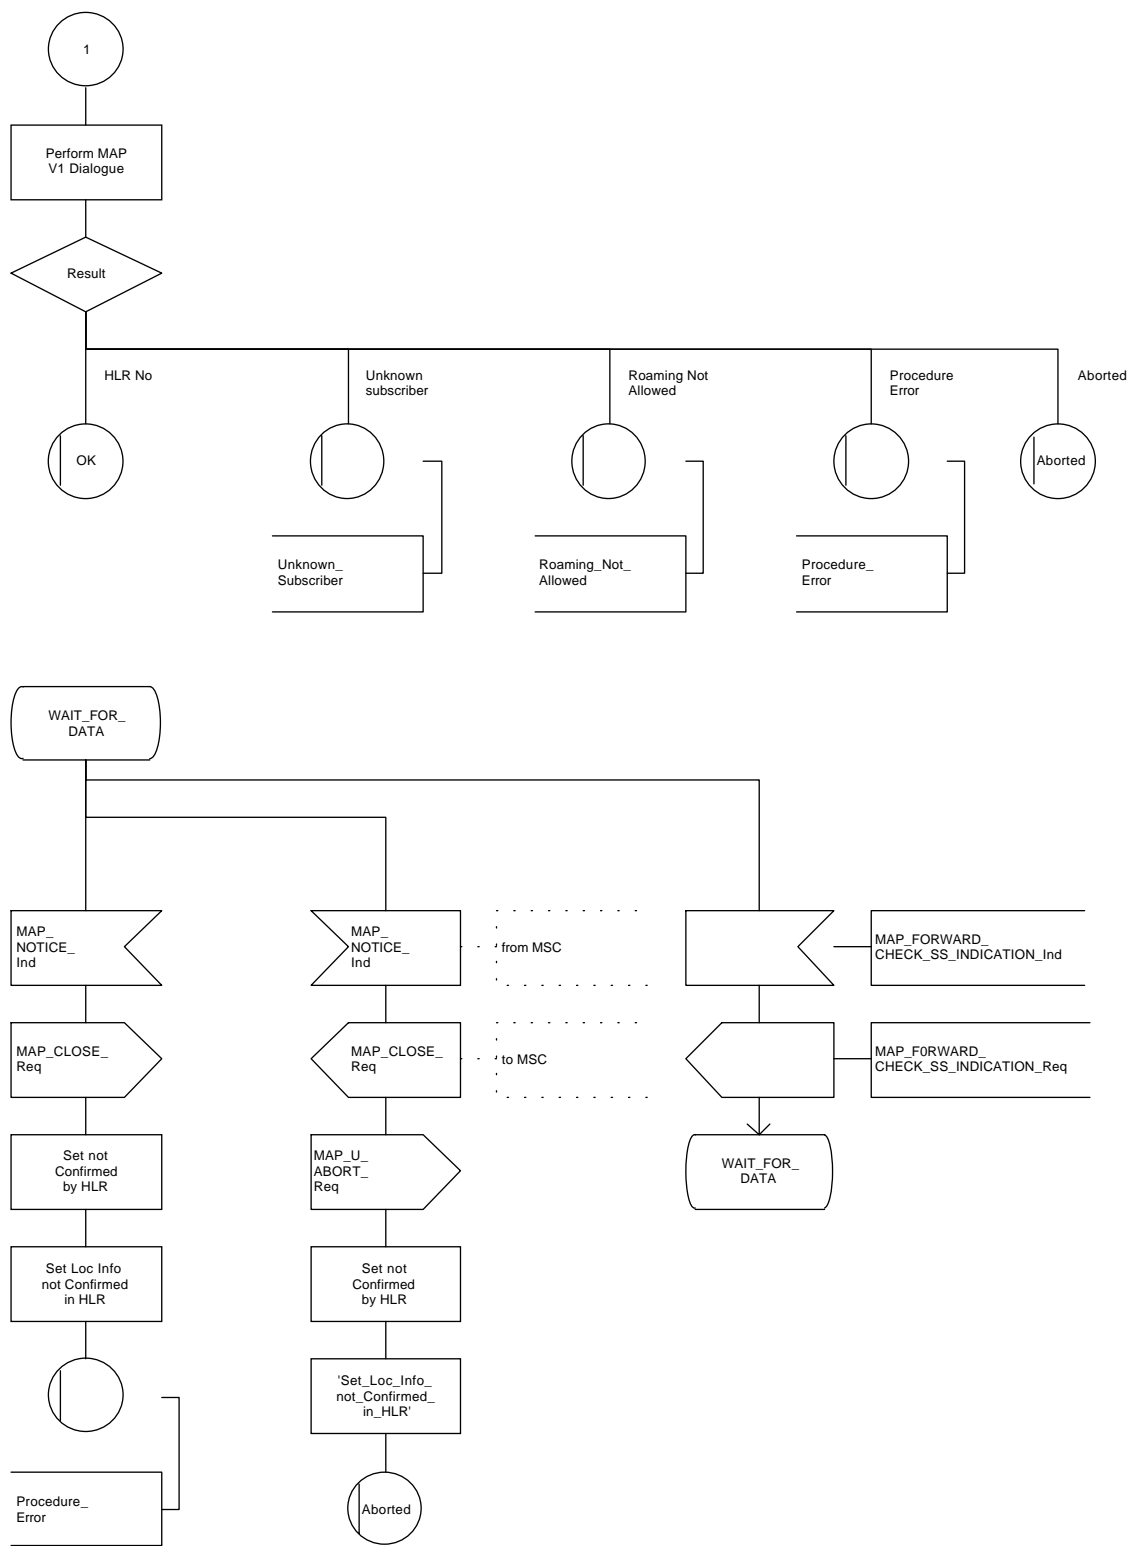 1
Perform MAP
V1 Dialogue
Result
HLR No
Unknown
subscriber
Roaming Not
Allowed
Procedure
Error
Aborted
OK
Aborted
Unknown_
Subscriber
Roaming_Not_
Allowed
Procedure_
Error
WAIT_FOR_
DATA
MAP_
NOTICE_
Ind
MAP_
NOTICE_
Ind
from MSC
MAP_FORWARD_
CHECK_SS_INDICATION_Ind
MAP_CLOSE_
Req
MAP_CLOSE_
Req
to MSC
MAP_F0RWARD_
CHECK_SS_INDICATION_Req
Set not
Confirmed
by HLR
MAP_U_
ABORT_
Req
WAIT_FOR_
DATA
Set Loc Info
not Confirmed
in HLR
Set not
Confirmed
by HLR
'Set_Loc_Info_
not_Confirmed_
in_HLR'
Procedure_
Error
Aborted